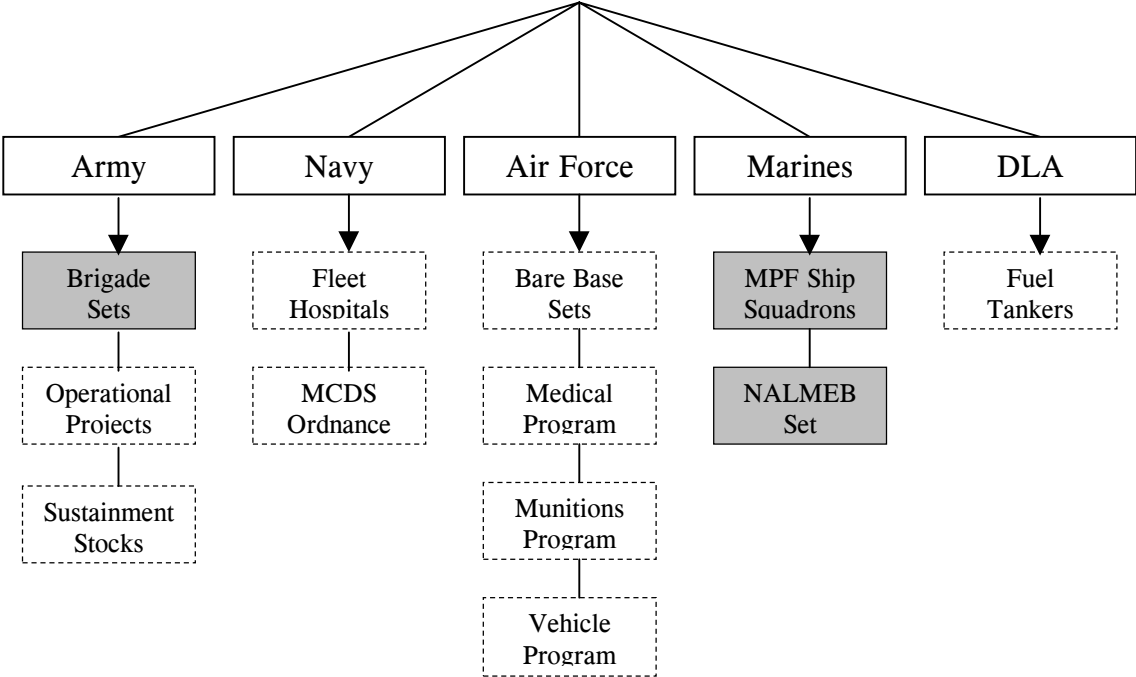 Army
Navy
Air Force
Marines
DLA
Brigade
Sets
Fleet
Hospitals
Bare Base
Sets
MPF Ship
Squadrons
Fuel
Tankers
Operational
Projects
MCDS
Ordnance
Medical
Program
NALMEB
Set
Sustainment
Stocks
Munitions
Program
Vehicle
Program